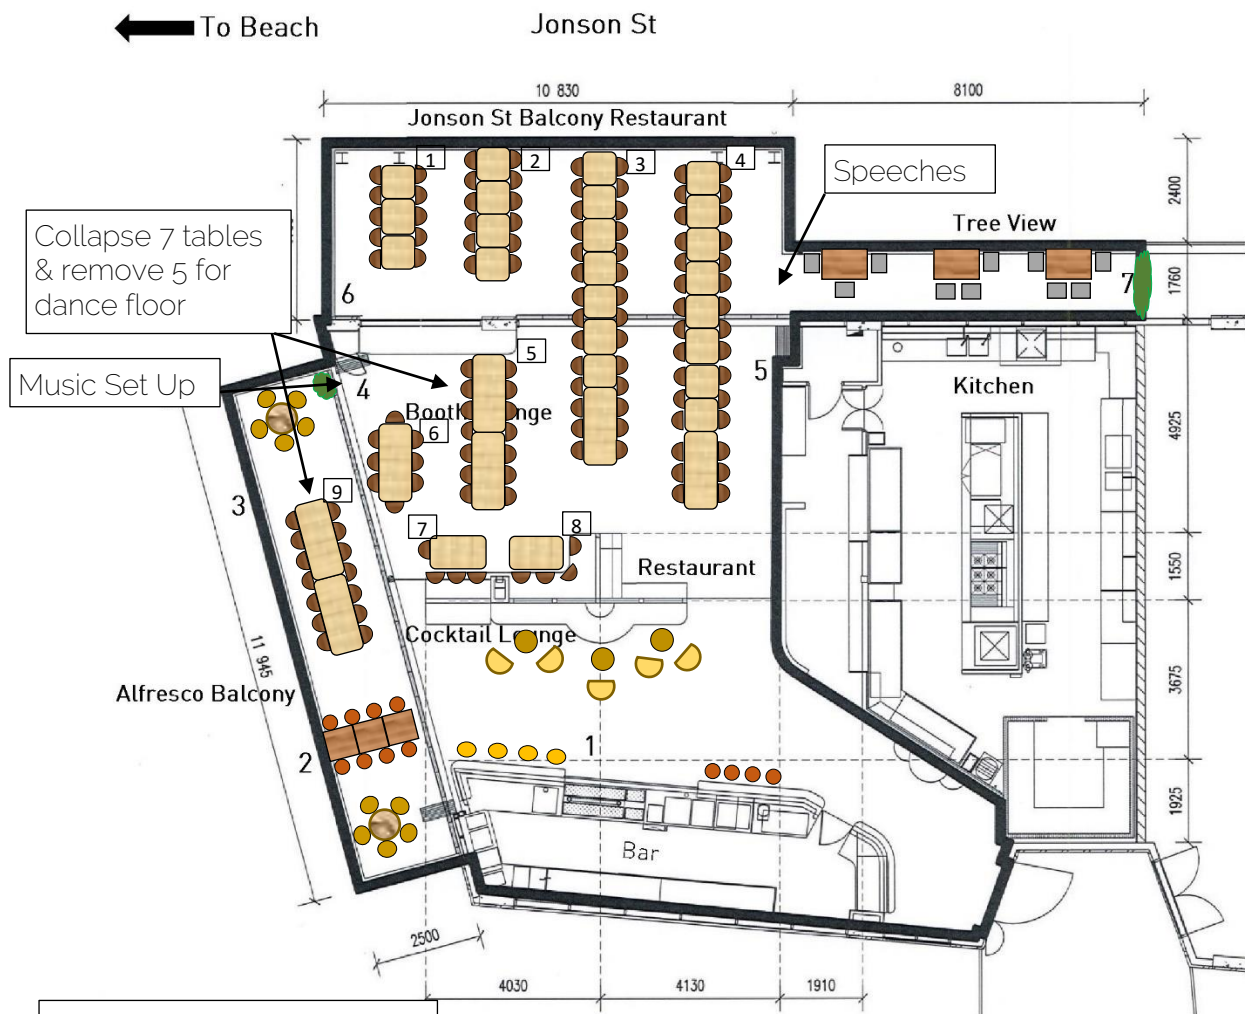 To Beach
Jonson St
10 830
8100
Jonson St Balcony Restaurant
1
2
3
4
Speeches
2400
Collapse 7 tables
& remove 5 for
dance floor
Tree View
6
7
1760
5
5
Music Set Up
4
Kitchen
Booth Lounge
6
4925
3
9
7
8
Restaurant
1550
Cocktail Lounge
11 945
3675
Alfresco Balcony
2
1
1925
Bar
2500
4030
4130
1910